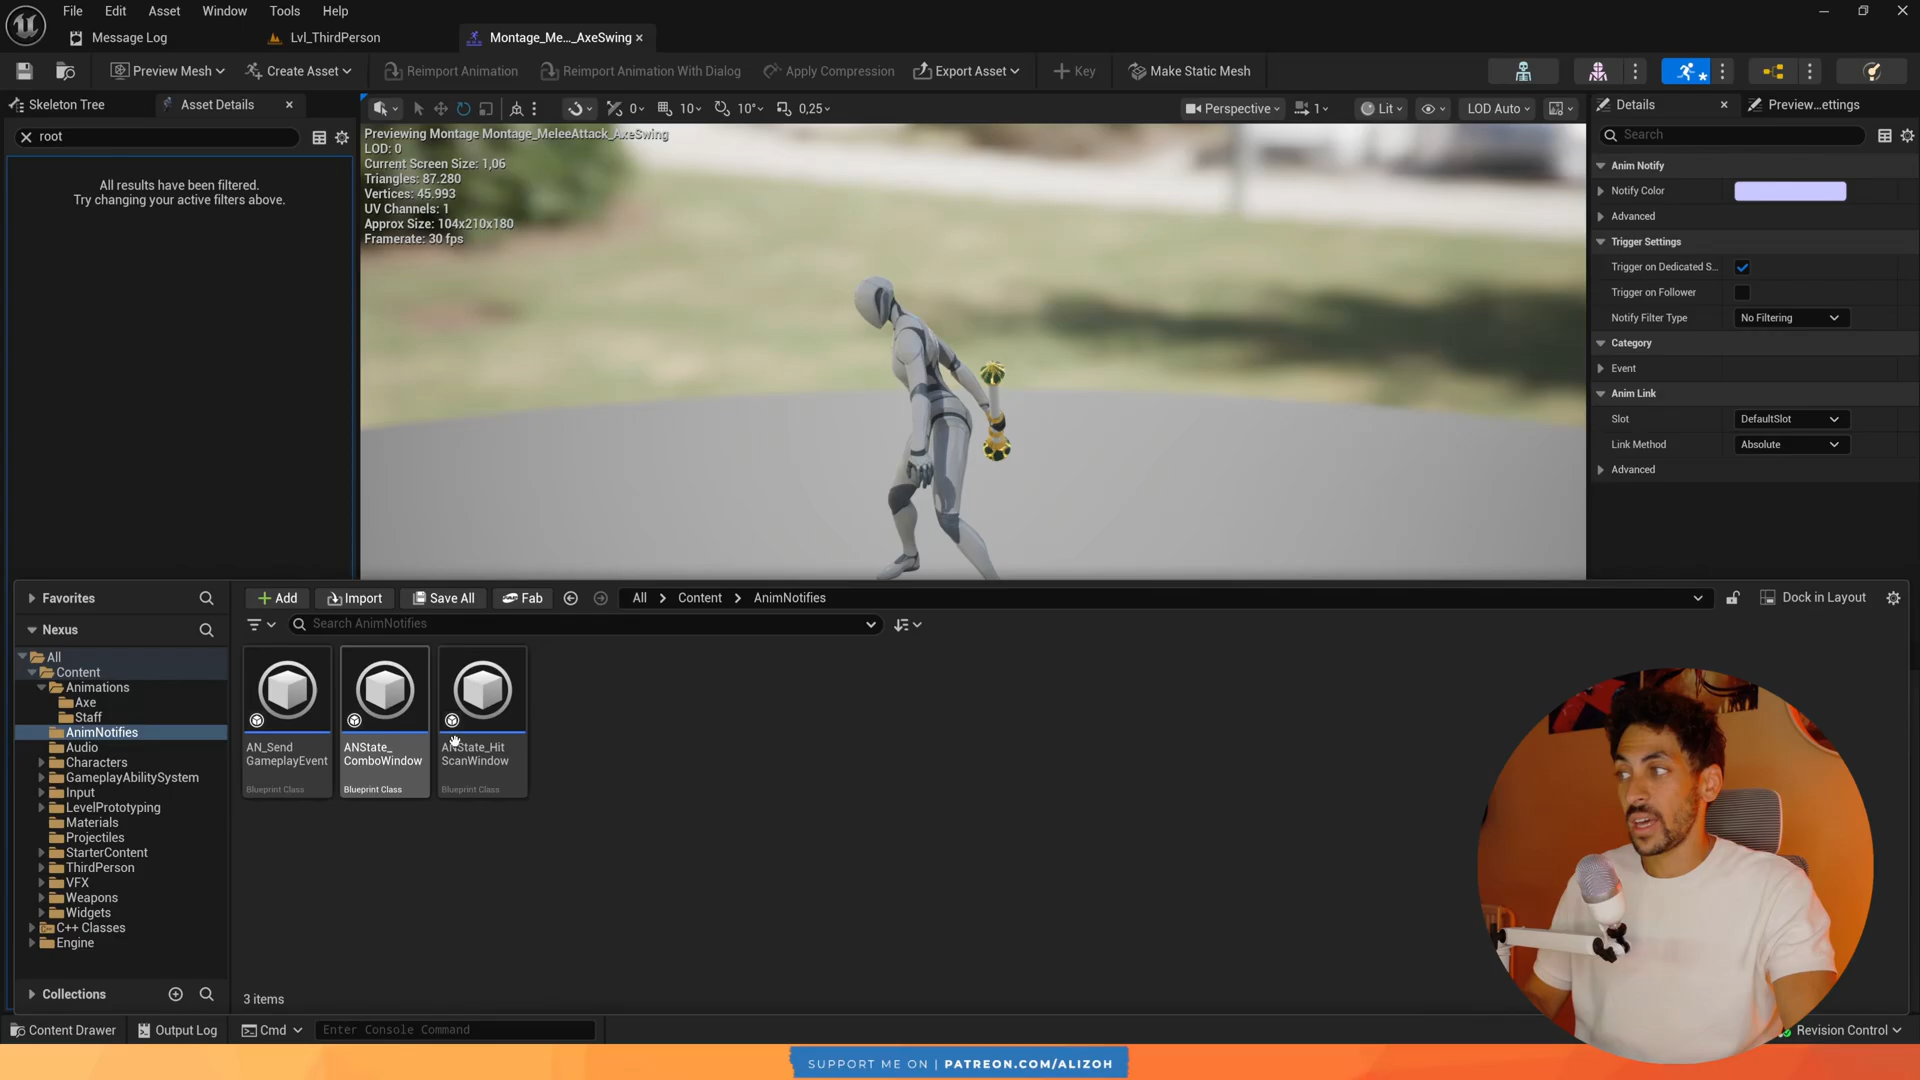 File Edit Asset Window Tools Help
Message Log
Lvl_ThirdPerson
Montage_Me..._AxeSwing
Preview Mesh
Create Asset
Reimport Animation
Reimport Animation With Dialog
Apply Compression
Export Asset
Key
Make Static Mesh
Skeleton Tree
Asset Details
root
All results have been filtered.
Try changing your active filters above.
0
10
10°
0,25
Perspective
1
Lit
LOD Auto
Previewing Montage Montage_MeleeAttack_AxeSwing
LOD: 0
Current Screen Size: 1,06
Triangles: 87.280
Vertices: 45.993
UV Channels: 1
Approx Size: 104x210x180
Framerate: 30 fps
Details
Preview...ettings
Search
Anim Notify
Notify Color
Advanced
Trigger Settings
Trigger on Dedicated S...
Trigger on Follower
Notify Filter Type No Filtering
Category
Event
Anim Link
Slot DefaultSlot
Link Method Absolute
Advanced
Favorites
Nexus
All
Content
Animations
Axe
Staff
AnimNotifies
Audio
Characters
GameplayAbilitySystem
Input
LevelPrototyping
Materials
Projectiles
StarterContent
ThirdPerson
VFX
Weapons
Widgets
C++ Classes
Engine
Collections
Add
Import
Save All
Fab
All
Content
AnimNotifies
Dock in Layout
Search AnimNotifies
AN_Send
GameplayEvent
Blueprint Class
ANState_
ComboWindow
Blueprint Class
ANState_Hit
ScanWindow
Blueprint Class
3 items
Content Drawer
Output Log
Cmd
Enter Console Command
Revision Control
SUPPORT ME ON | PATREON.COM/ALIZOH